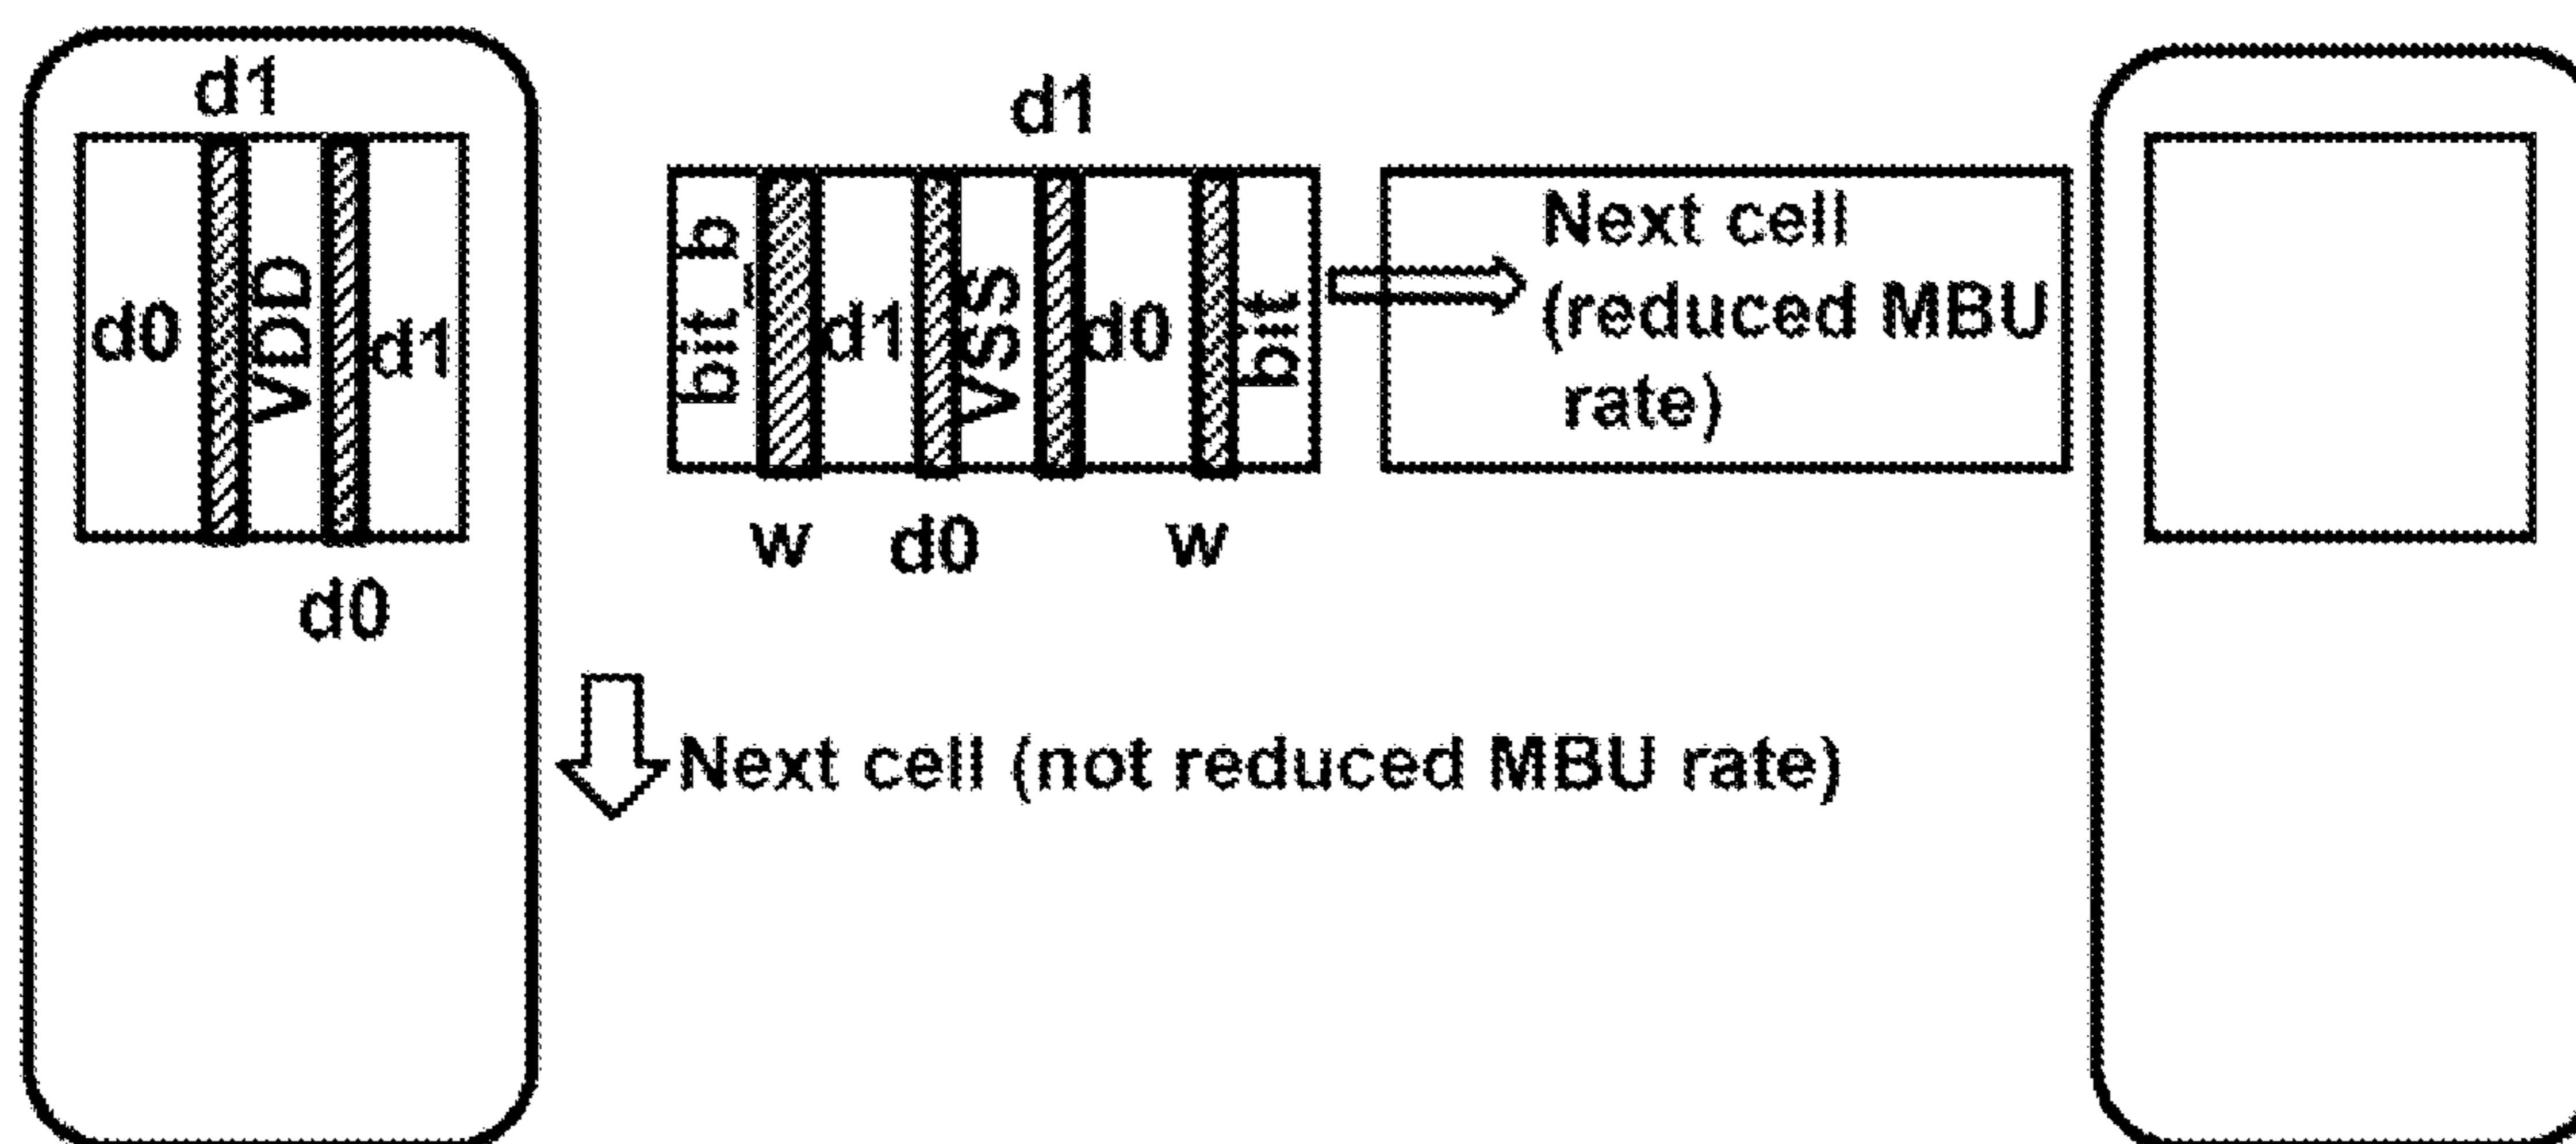 d1
d0
VDD
d1
d0
d1
bit_b
d1
VSS
d0
bit
w
d0
w
Next cell
(reduced MBU
rate)
Next cell (not reduced MBU rate)